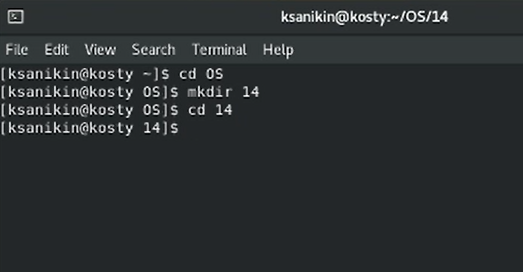 ksanikin@kosty:~/OS/14
File Edit View Search Terminal Help
[ksanikin@kosty ~]$ cd OS
[ksanikin@kosty OS]$ mkdir 14
[ksanikin@kosty OS]$ cd 14
[ksanikin@kosty 14]$